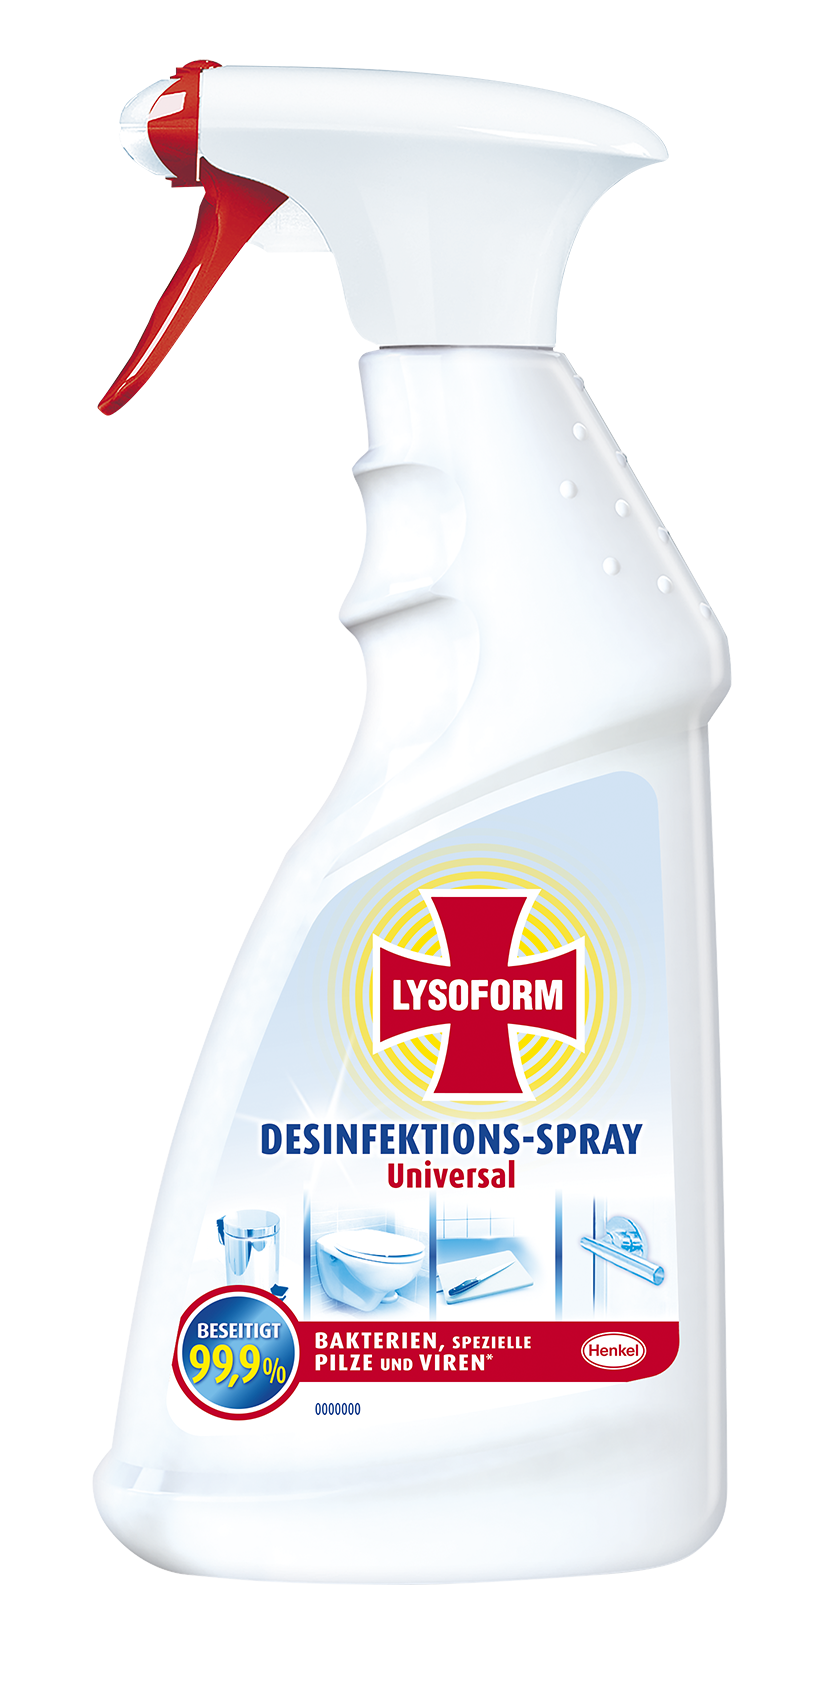 LYSOFORM
DESINFEKTIONS-SPRAY
Universal
BESEITIGT
99,9%
BAKTERIEN, SPEZIELLE
PILZE UND VIREN*
Henkel
0000000